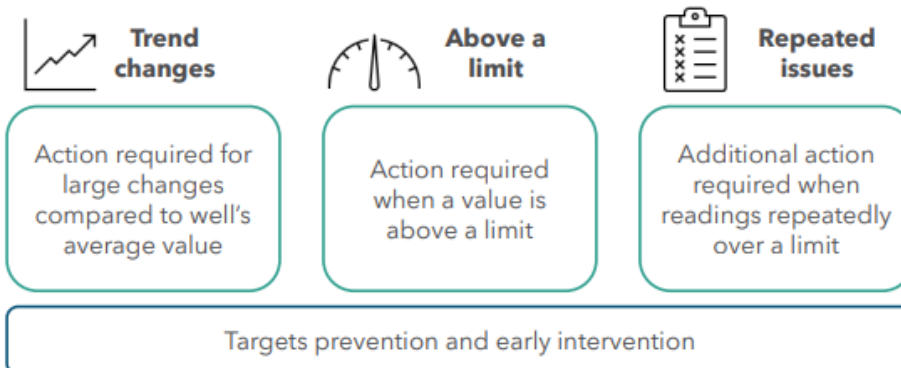 Trend
changes
Above a
limit
Repeated
issues
Action required for
large changes
compared to well's
average value
Action required
when a value is
above a limit
Additional action
required when
readings repeatedly
over a limit
Targets prevention and early intervention